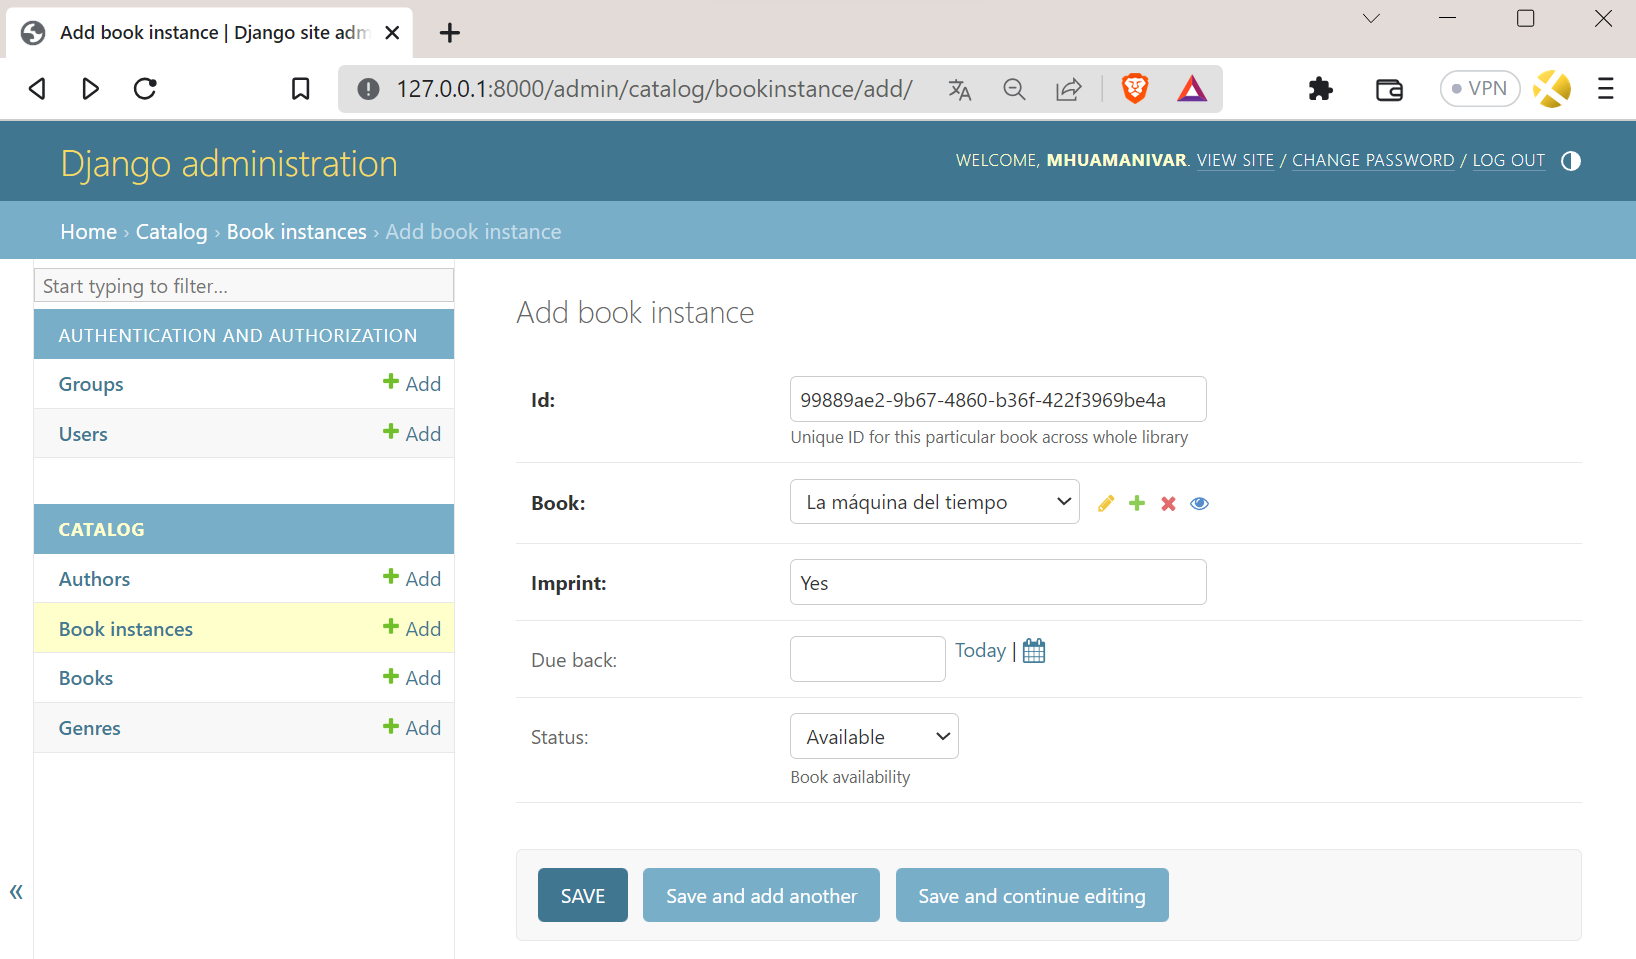 Add book instance | Django site adm
127.0.0.1:8000/admin/catalog/bookinstance/add/
VPN
Django administration
WELCOME, MHUAMANIVAR. VIEW SITE / CHANGE PASSWORD / LOG OUT
Home › Catalog › Book instances › Add book instance
Start typing to filter...
AUTHENTICATION AND AUTHORIZATION
Groups Add
Users Add
CATALOG
Authors Add
Book instances Add
Books Add
Genres Add
«
Add book instance
Id: 99889ae2-9b67-4860-b36f-422f3969be4a
Unique ID for this particular book across whole library
Book: La máquina del tiempo
Imprint: Yes
Due back: Today |
Status: Available
Book availability
SAVE Save and add another Save and continue editing